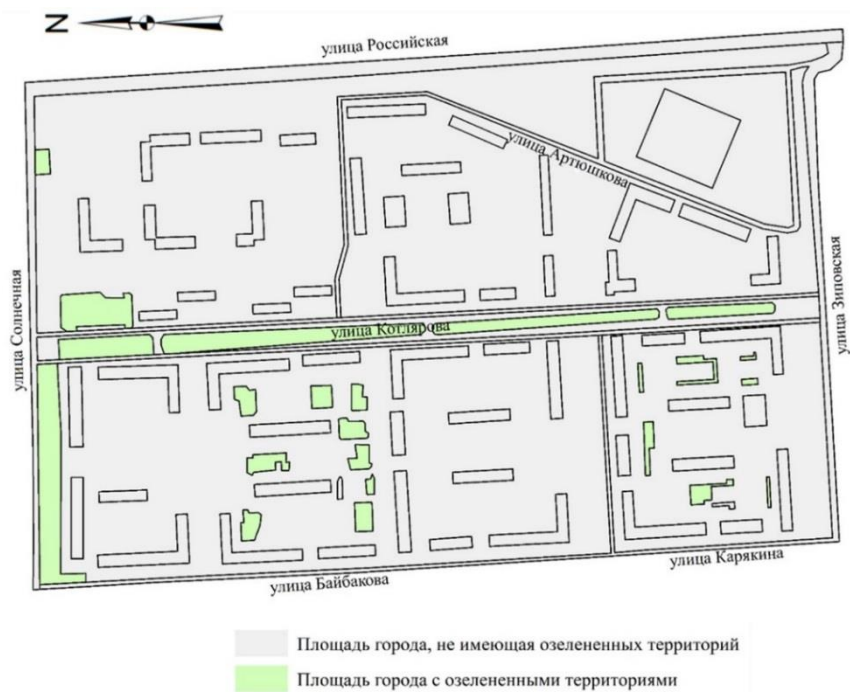 N
улица Российская
улица Артюшкова
улица Солнечная
улица Котлярова
улица Зиповская
улица Карякина
улица Байбакова
Площадь города, не имеющая озелененных территорий
Площадь города с озелененными территориями